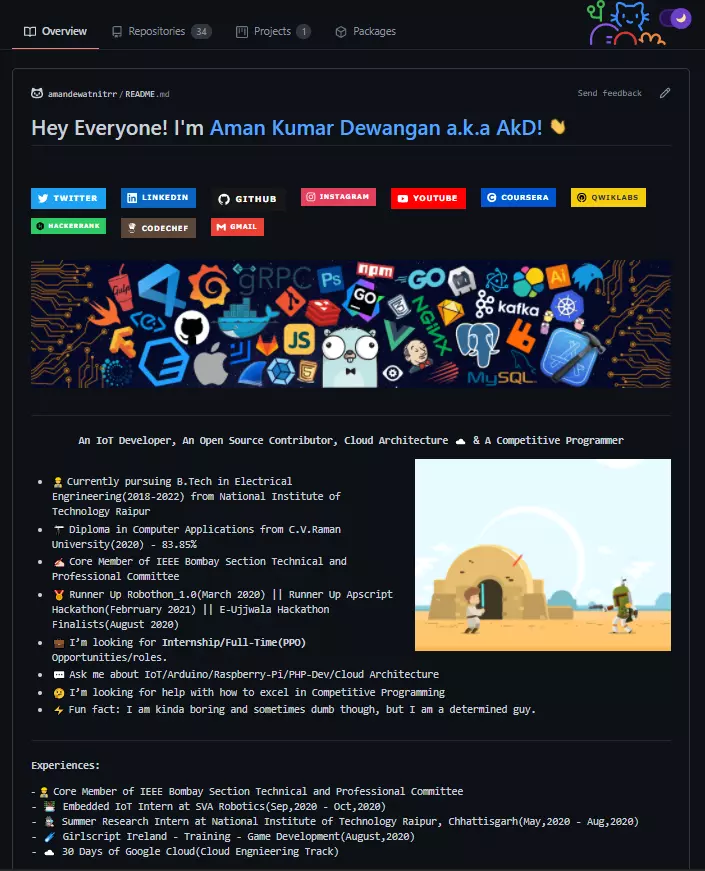 Overview
Repositories 34
Projects 1
Packages
amandewatnitrr/README.md
Send feedback
Hey Everyone! I'm Aman Kumar Dewangan a.k.a AkD! 👋
TWITTER
LINKEDIN
GITHUB
INSTAGRAM
YOUTUBE
COURSERA
QWIKLABS
HACKERRANK
CODECHEF
GMAIL
Gulp
gRPC
Ps
npm
GO
Ai
GO
kafka
JS
NGINX
MySQL
An IoT Developer, An Open Source Contributor, Cloud Architecture ☁ & A Competitive Programmer
Currently pursuing B.Tech in Electrical
Engrineering(2018-2022) from National Institute of
Technology Raipur
Diploma in Computer Applications from C.V.Raman
University(2020) - 83.85%
Core Member of IEEE Bombay Section Technical and
Professional Committee
Runner Up Robothon_1.0(March 2020) || Runner Up Apscript
Hackathon(Febrruary 2021) || E-Ujjwala Hackathon
Finalists(August 2020)
I'm looking for Internship/Full-Time(PPO)
Opportunities/roles.
Ask me about IoT/Arduino/Raspberry-Pi/PHP-Dev/Cloud Architecture
I'm looking for help with how to excel in Competitive Programming
Fun fact: I am kinda boring and sometimes dumb though, but I am a determined guy.
Experiences:
- Core Member of IEEE Bombay Section Technical and Professional Committee
- Embedded IoT Intern at SVA Robotics(Sep,2020 - Oct,2020)
- Summer Research Intern at National Institute of Technology Raipur, Chhattisgarh(May,2020 - Aug,2020)
- Girlscript Ireland - Training - Game Development(August,2020)
- 30 Days of Google Cloud(Cloud Engnieering Track)